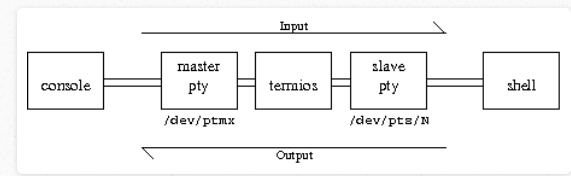 Input
console
master
pty
termios
slave
pty
shell
/dev/ptmx
/dev/pts/N
Output